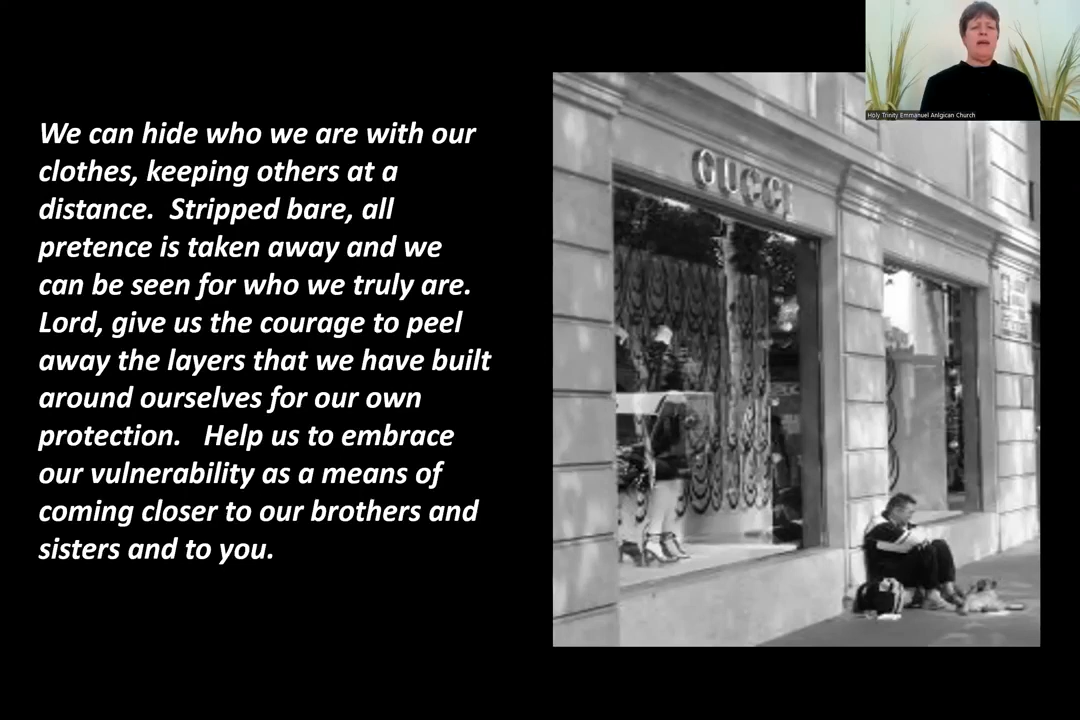 We can hide who we are with our
clothes, keeping others at a
distance.  Stripped bare, all
pretence is taken away and we
can be seen for who we truly are.
Lord, give us the courage to peel
away the layers that we have built
around ourselves for our own
protection.   Help us to embrace
our vulnerability as a means of
coming closer to our brothers and
sisters and to you.
GUCCI
Holy Trinity Emmanuel Anlgican Church